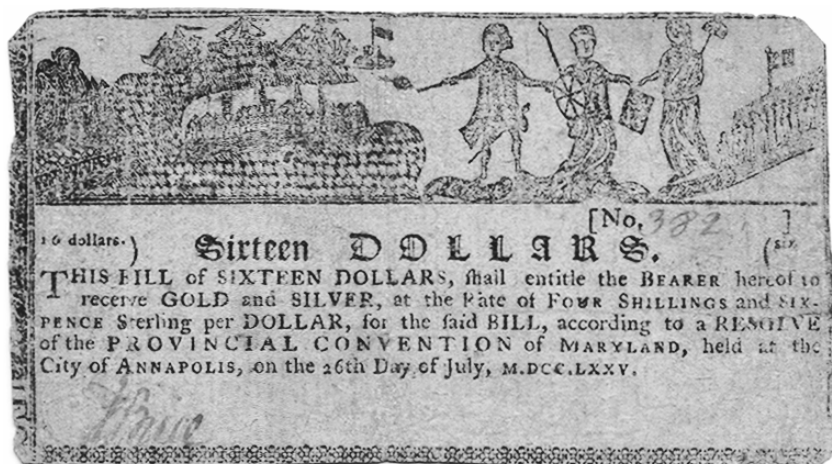 [No. 382 ]
16 dollars.) Sixteen DOLLARS. (six
THIS BILL of SIXTEEN DOLLARS, shall entitle the BEARER hereof to
receive GOLD and SILVER, at the Rate of FOUR SHILLINGS and SIX-
PENCE Sterling per DOLLAR, for the said BILL, according to a RESOLVE
of the PROVINCIAL CONVENTION of MARYLAND, held at the
City of ANNAPOLIS, on the 26th Day of July, M.DCC.LXXV.